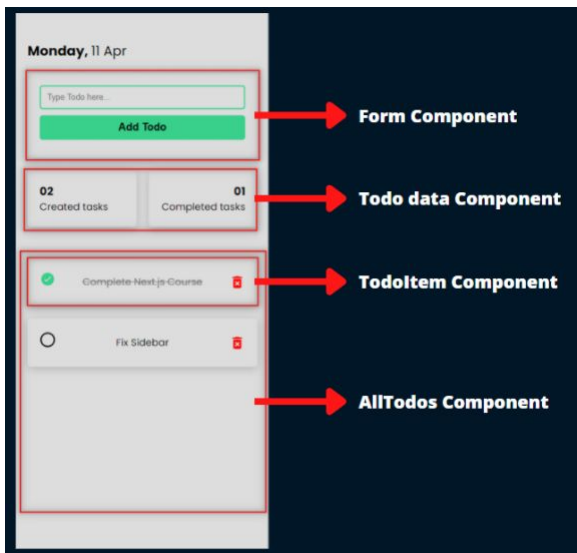 Monday, 11 Apr
Type Todo here...
Add Todo
Form Component
02
Created tasks
01
Completed tasks
Todo data Component
Complete Next js Course
TodoItem Component
Fix Sidebar
AllTodos Component